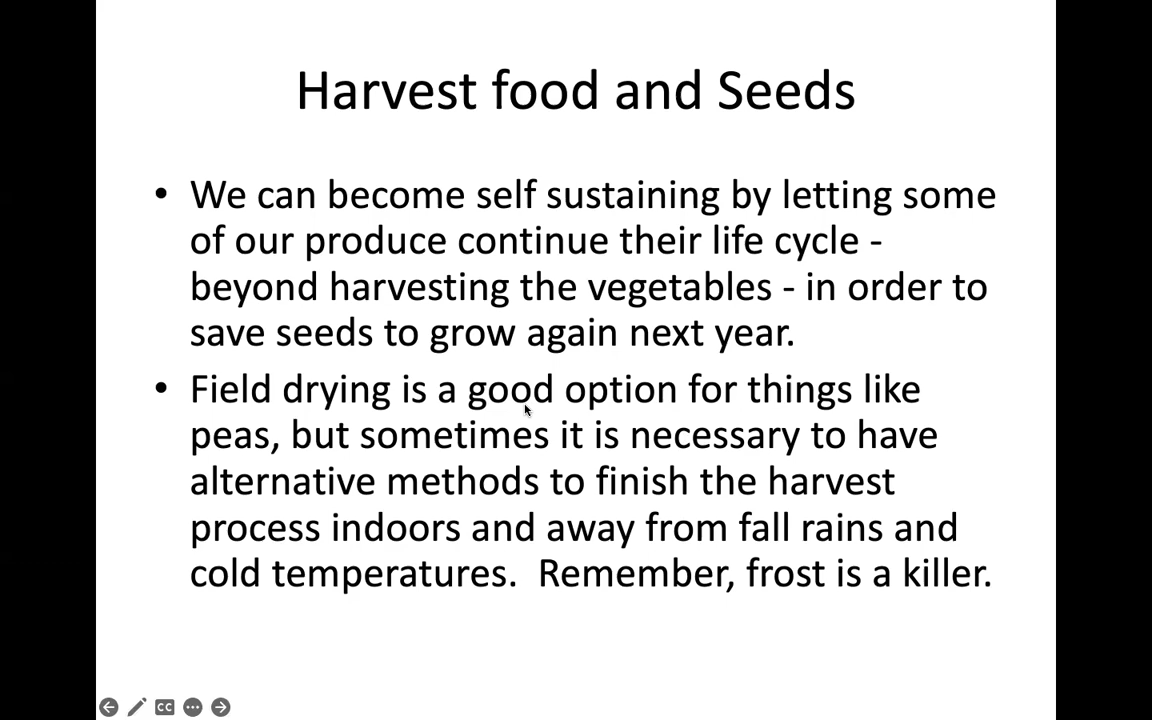 Harvest food and Seeds
• We can become self sustaining by letting some
of our produce continue their life cycle -
beyond harvesting the vegetables - in order to
save seeds to grow again next year.
• Field drying is a good option for things like
peas, but sometimes it is necessary to have
alternative methods to finish the harvest
process indoors and away from fall rains and
cold temperatures.  Remember, frost is a killer.
CC